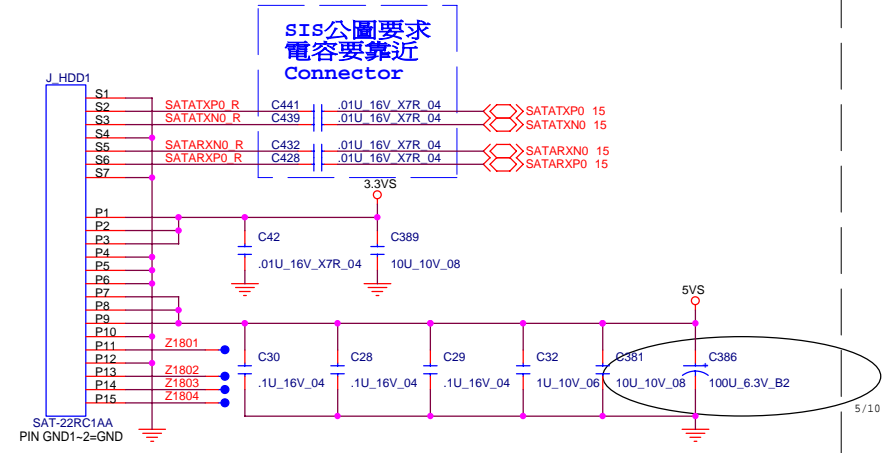 SIS公圖要求
電容要靠近
Connector
J_HDD1
S1
S2 SATATXP0_R C441 .01U_16V_X7R_04 SATATXP0 15
S3 SATATXN0_R C439 .01U_16V_X7R_04 SATATXN0 15
S4
S5 SATARXN0_R C432 .01U_16V_X7R_04 SATARXN0 15
S6 SATARXP0_R C428 .01U_16V_X7R_04 SATARXP0 15
S7
3.3VS
P1
P2
P3
P4
P5
P6
P7
P8
P9
P10
P11 Z1801
P12
P13 Z1802
P14 Z1803
P15 Z1804
C42
.01U_16V_X7R_04
C389
10U_10V_08
5VS
C30
.1U_16V_04
C28
.1U_16V_04
C29
.1U_16V_04
C32
1U_10V_06
C381
10U_10V_08
C386
+
100U_6.3V_B2
5/10
SAT-22RC1AA
PIN GND1~2=GND